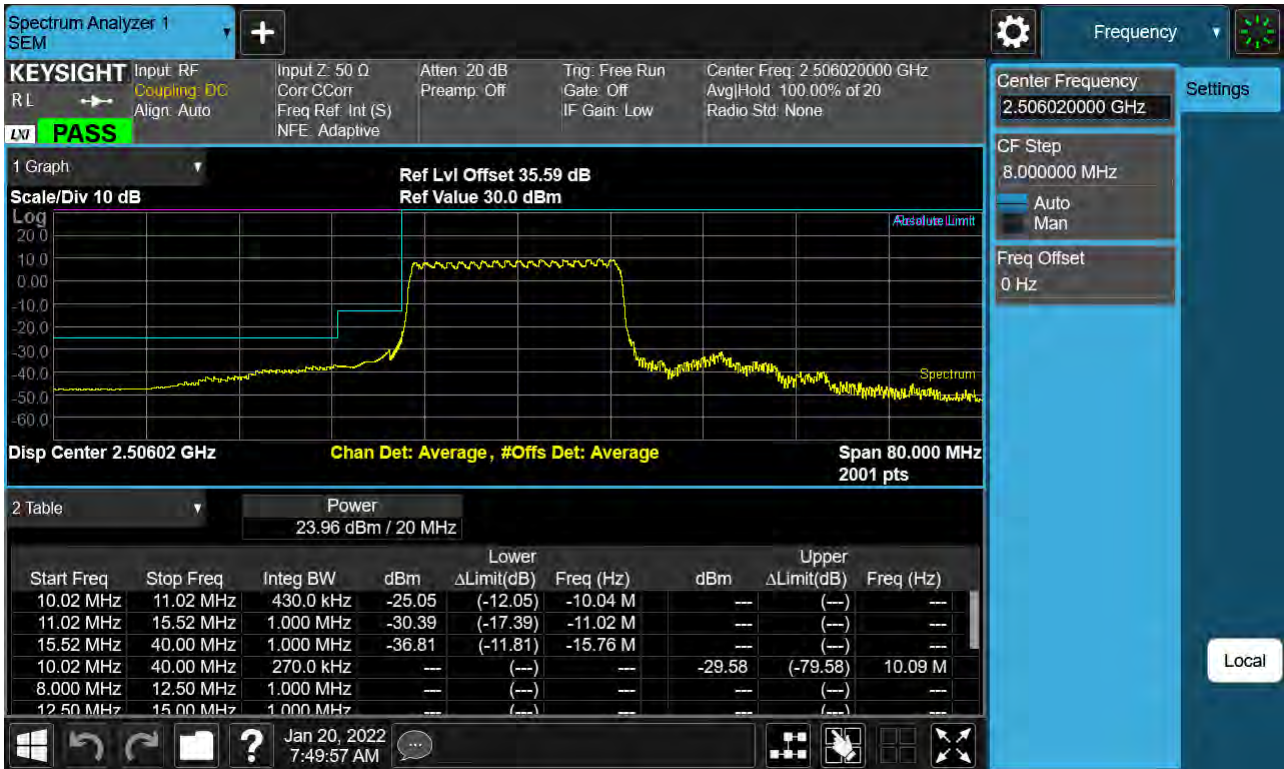 Spectrum Analyzer 1
SEM
Frequency
KEYSIGHT
Input: RF
Coupling: DC
Align: Auto
Input Z: 50 Ω
Corr CCorr
Freq Ref: Int (S)
NFE: Adaptive
Atten: 20 dB
Preamp: Off
Trig: Free Run
Gate: Off
IF Gain: Low
Center Freq: 2.506020000 GHz
Avg|Hold: 100.00% of 20
Radio Std: None
R L
LXI PASS
Center Frequency
2.506020000 GHz
Settings
CF Step
8.000000 MHz
Auto
Man
Freq Offset
0 Hz
1 Graph
Ref Lvl Offset 35.59 dB
Scale/Div 10 dB
Ref Value 30.0 dBm
Log
Absolute Limit
20.0
10.0
0.00
-10.0
-20.0
-30.0
-40.0
Spectrum
-50.0
-60.0
Disp Center 2.50602 GHz
Chan Det: Average, #Offs Det: Average
Span 80.000 MHz
2001 pts
2 Table
Power
23.96 dBm / 20 MHz
Lower Upper
Start Freq Stop Freq Integ BW dBm ΔLimit(dB) Freq (Hz) dBm ΔLimit(dB) Freq (Hz)
10.02 MHz 11.02 MHz 430.0 kHz -25.05 (-12.05) -10.04 M --- (---) ---
11.02 MHz 15.52 MHz 1.000 MHz -30.39 (-17.39) -11.02 M --- (---) ---
15.52 MHz 40.00 MHz 1.000 MHz -36.81 (-11.81) -15.76 M --- (---) ---
10.02 MHz 40.00 MHz 270.0 kHz --- (---) --- -29.58 (-79.58) 10.09 M
8.000 MHz 12.50 MHz 1.000 MHz --- (---) --- --- (---) ---
12.50 MHz 15.00 MHz 1.000 MHz --- (---) --- --- (---) ---
Local
?
Jan 20, 2022
7:49:57 AM